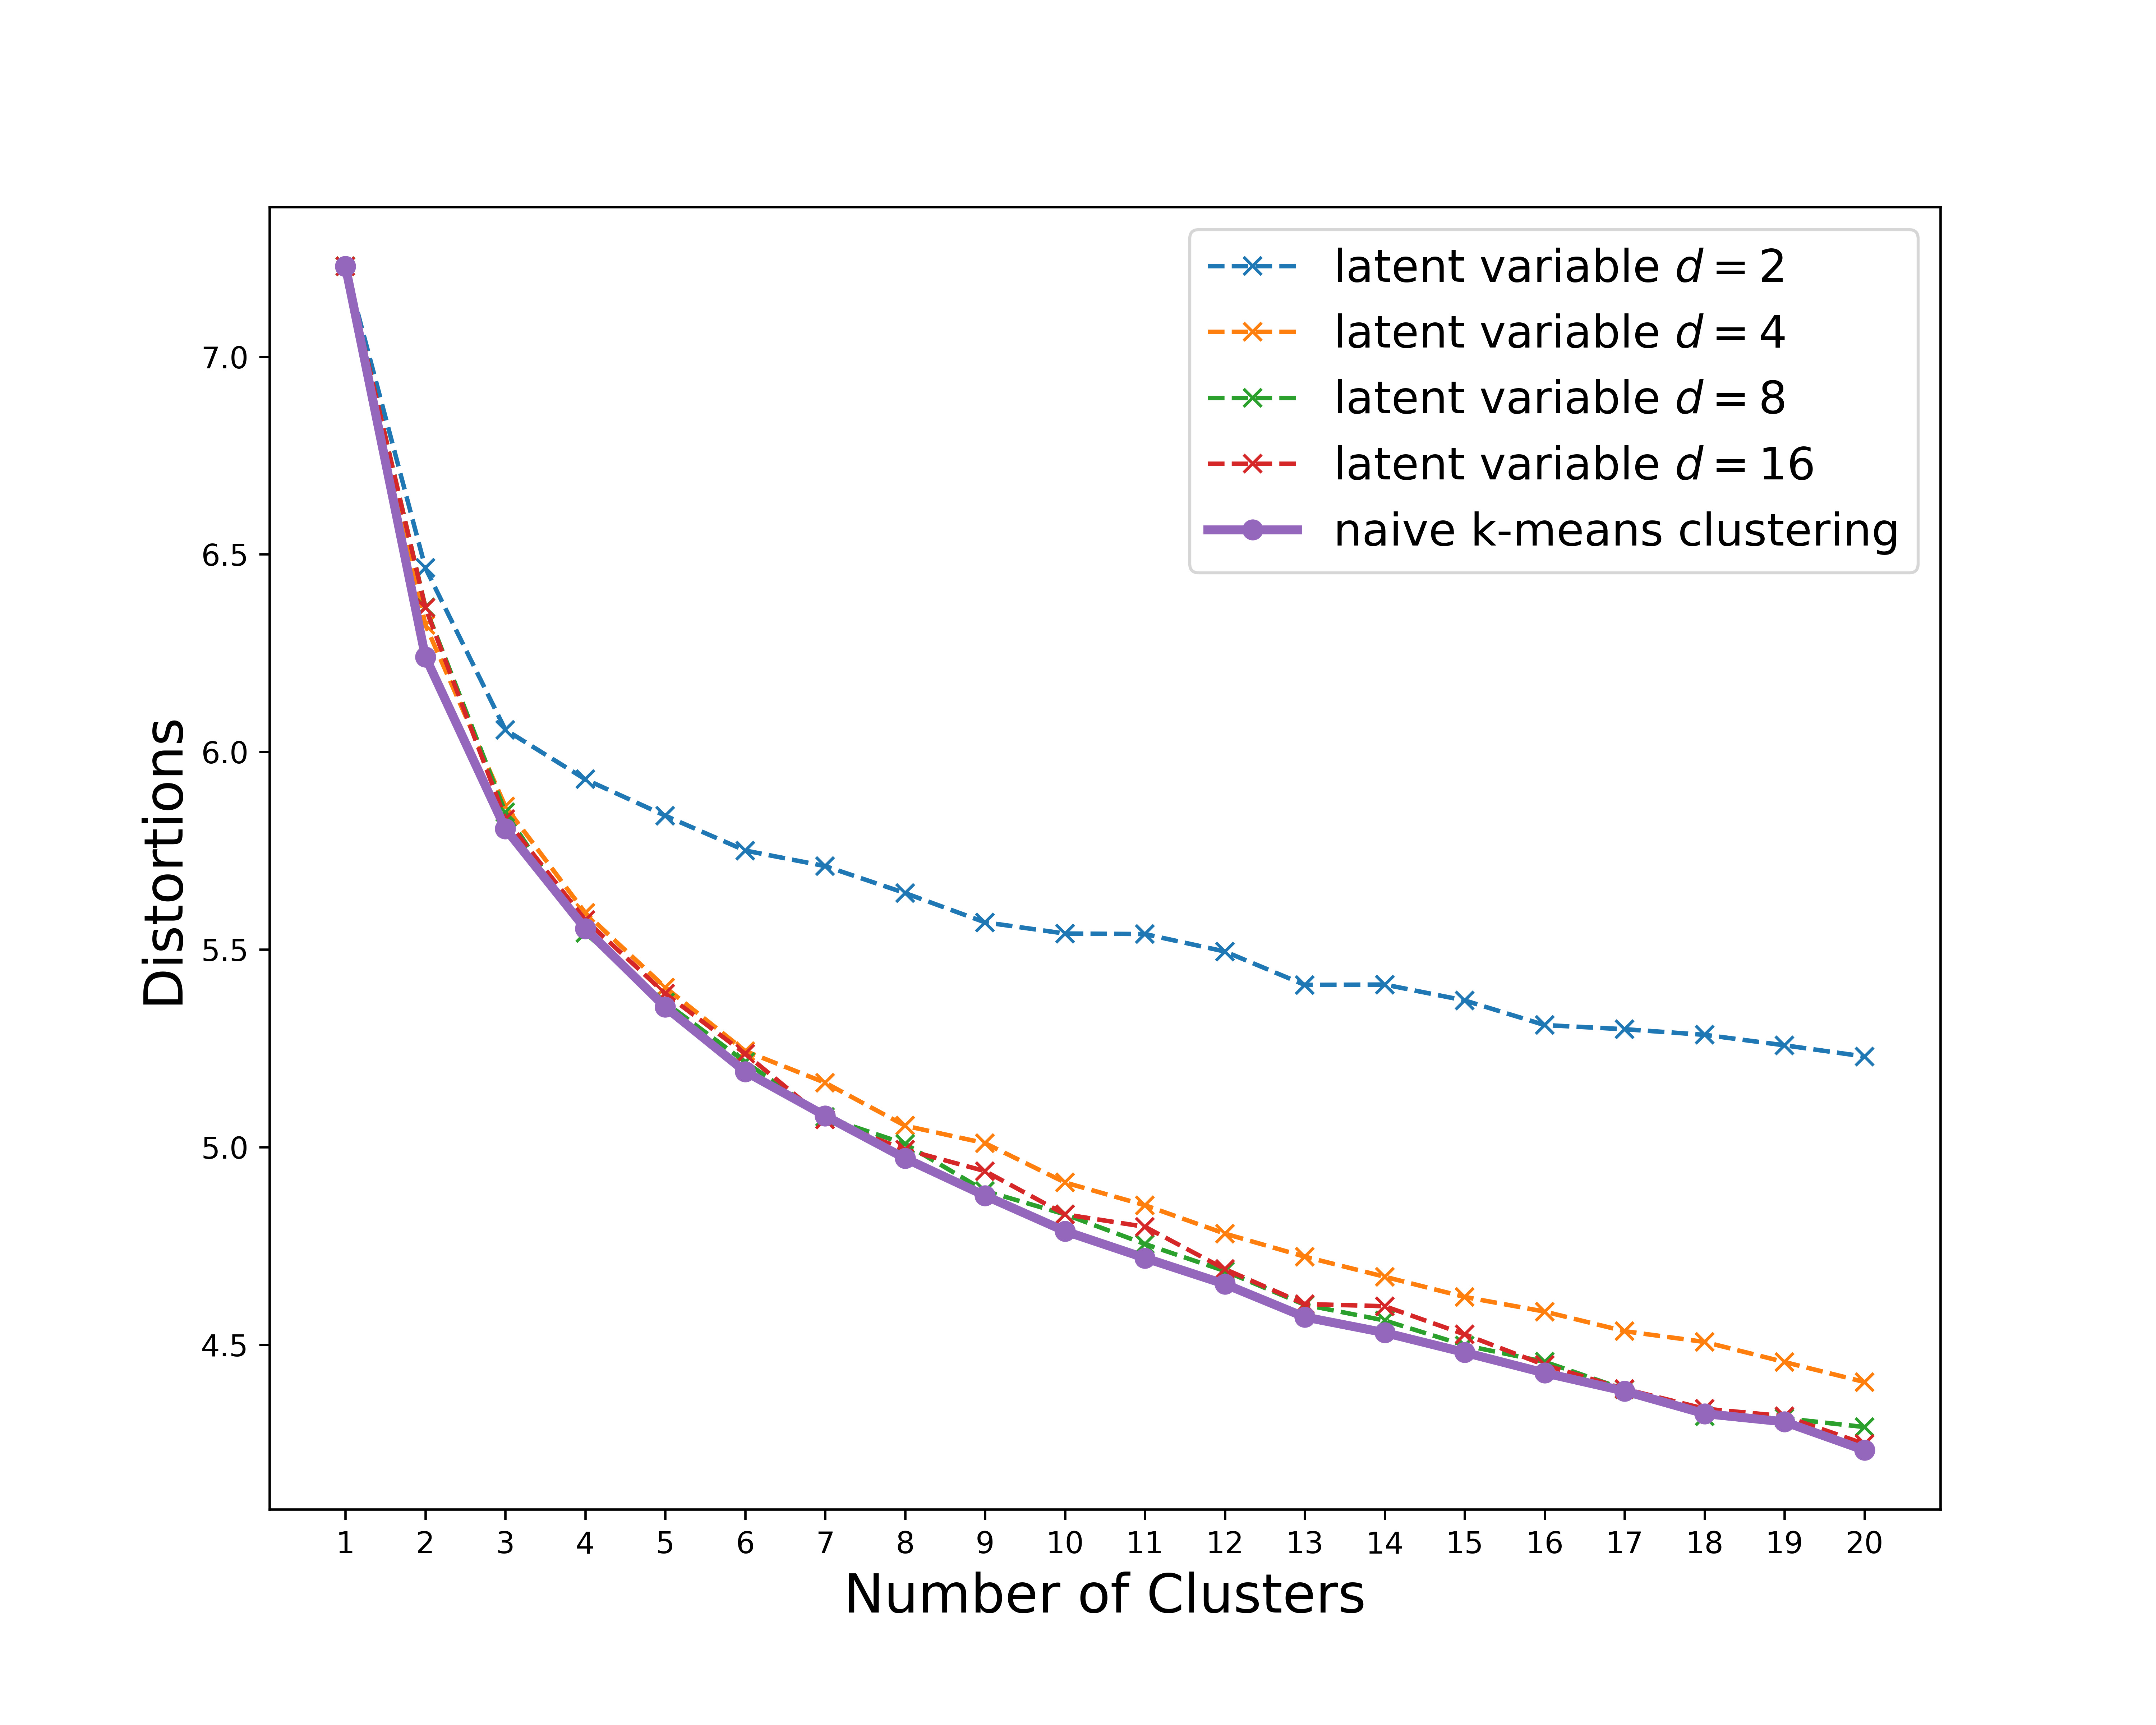 latent variable d = 2
latent variable d = 4
latent variable d = 8
latent variable d = 16
naive k-means clustering
Distortions
7.0
6.5
6.0
5.5
5.0
4.5
1 2 3 4 5 6 7 8 9 10 11 12 13 14 15 16 17 18 19 20
Number of Clusters